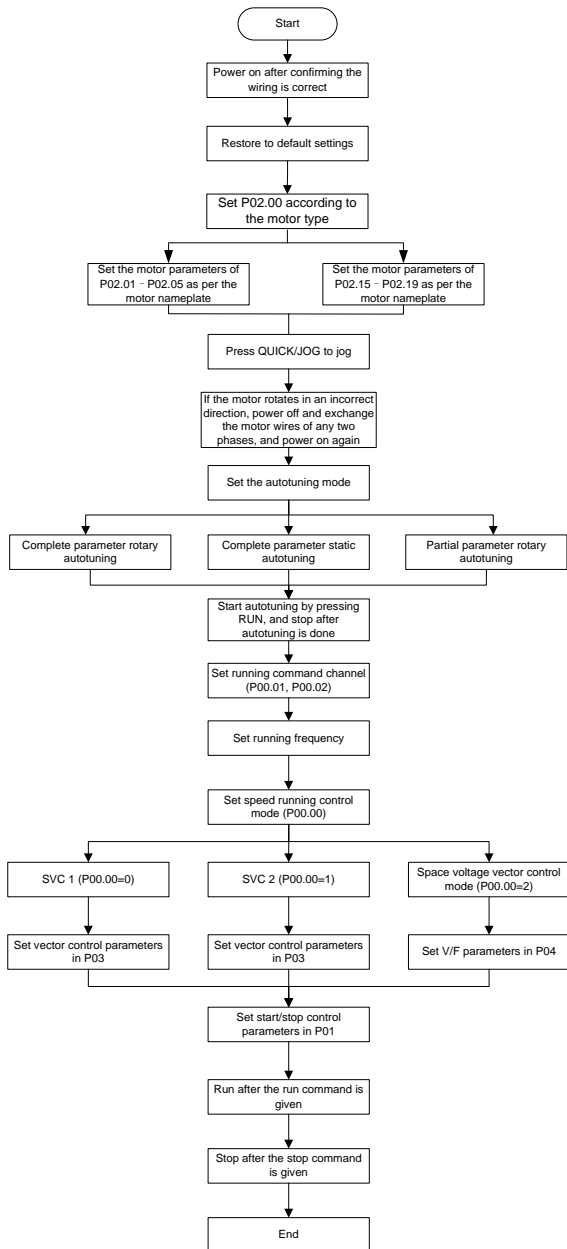 Start
Power on after confirming the
wiring is correct
Restore to default settings
Set P02.00 according to
the motor type
Set the motor parameters of
P02.01–P02.05 as per the
motor nameplate
Set the motor parameters of
P02.15–P02.19 as per the
motor nameplate
Press QUICK/JOG to jog
If the motor rotates in an incorrect
direction, power off and exchange
the motor wires of any two
phases, and power on again
Set the autotuning mode
Complete parameter rotary
autotuning
Complete parameter static
autotuning
Partial parameter rotary
autotuning
Start autotuning by pressing
RUN, and stop after
autotuning is done
Set running command channel
(P00.01, P00.02)
Set running frequency
Set speed running control
mode (P00.00)
SVC 1 (P00.00=0)
SVC 2 (P00.00=1)
Space voltage vector control
mode (P00.00=2)
Set vector control parameters
in P03
Set vector control parameters
in P03
Set V/F parameters in P04
Set start/stop control
parameters in P01
Run after the run command is
given
Stop after the stop command
is given
End